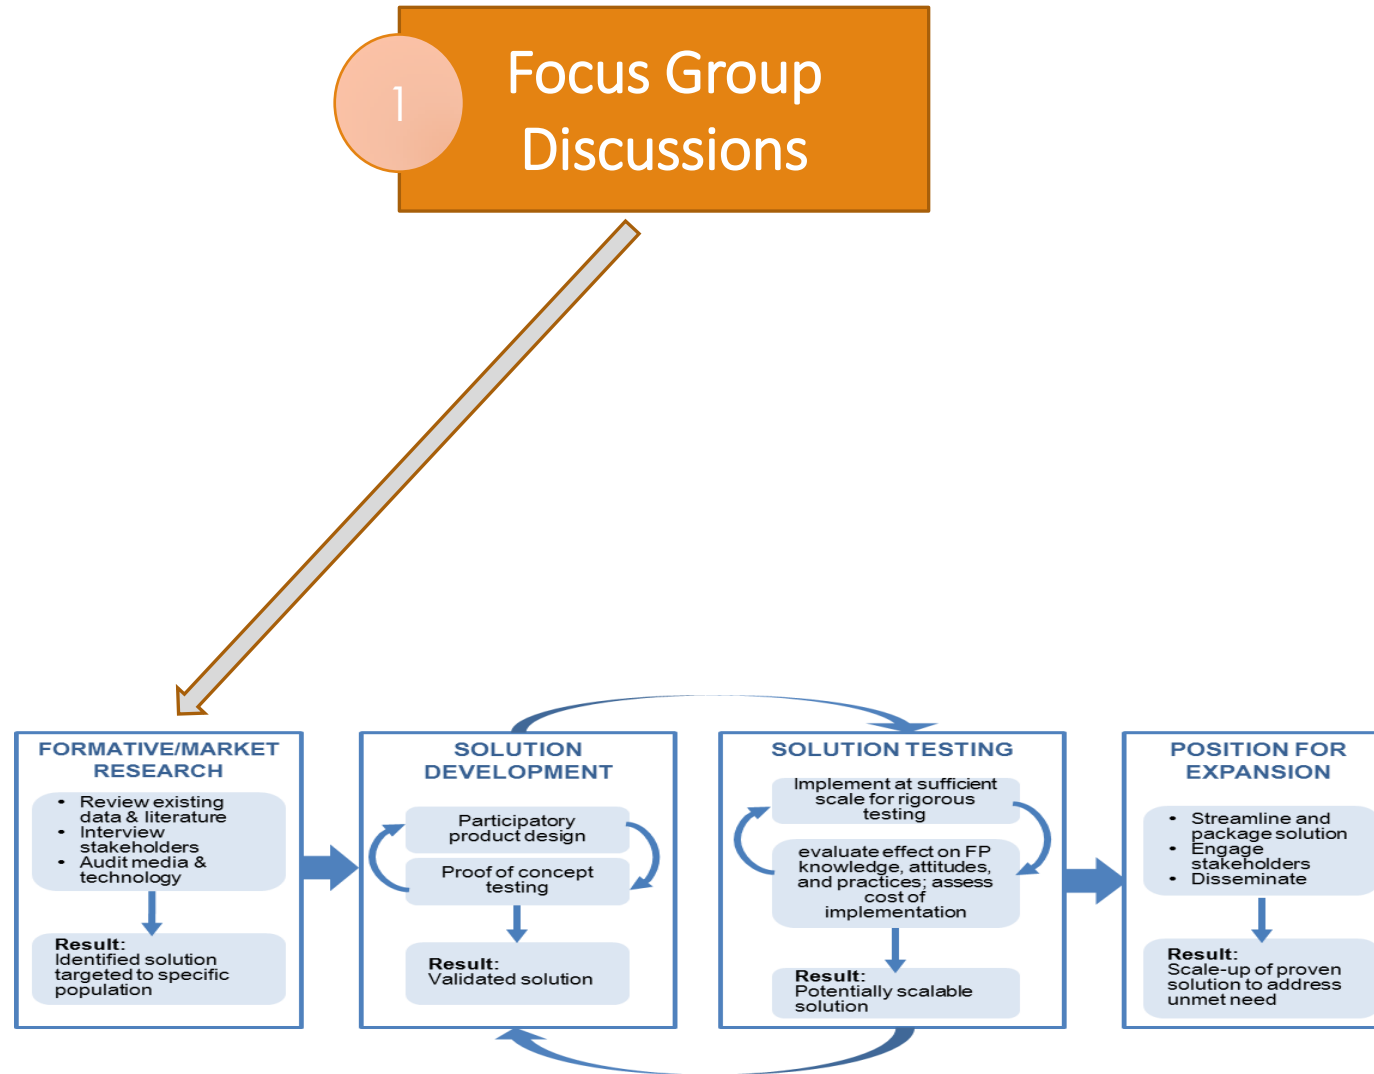 1
Focus Group
Discussions
FORMATIVE/MARKET
RESEARCH
• Review existing
data & literature
• Interview
stakeholders
• Audit media &
technology
Result:
Identified solution
targeted to specific
population
SOLUTION
DEVELOPMENT
Participatory
product design
Proof of concept
testing
Result:
Validated solution
SOLUTION TESTING
Implement at sufficient
scale for rigorous
testing
evaluate effect on FP
knowledge, attitudes,
and practices; assess
cost of
implementation
Result:
Potentially scalable
solution
POSITION FOR
EXPANSION
• Streamline and
package solution
• Engage
stakeholders
• Disseminate
Result:
Scale-up of proven
solution to address
unmet need